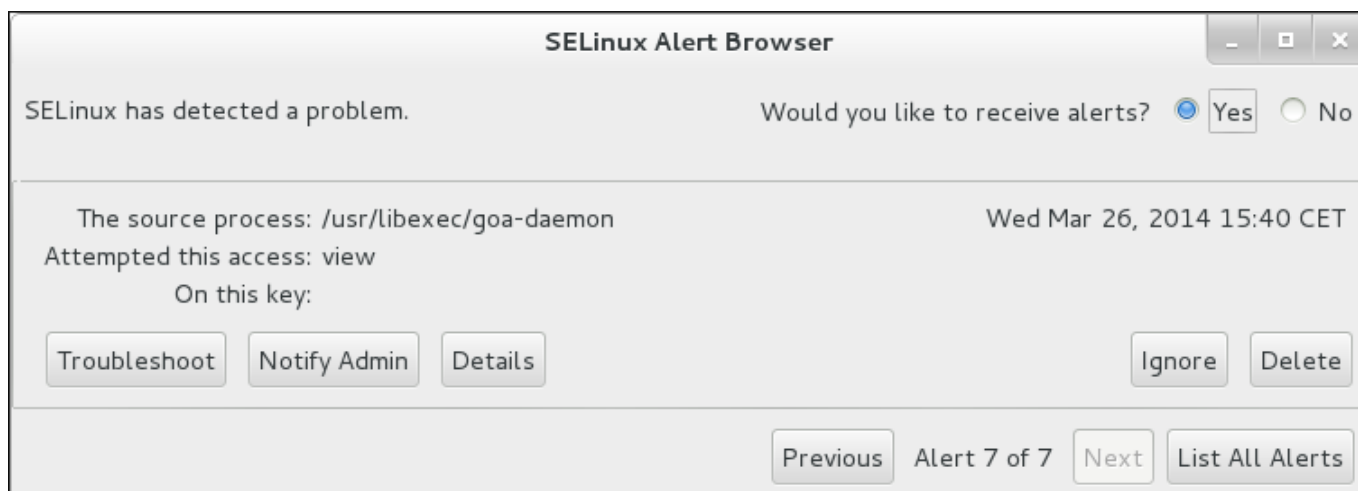 SELinux Alert Browser
SELinux has detected a problem. Would you like to receive alerts? Yes No
The source process: /usr/libexec/goa-daemon Wed Mar 26, 2014 15:40 CET
Attempted this access: view
On this key:
Troubleshoot Notify Admin Details Ignore Delete
Previous Alert 7 of 7 Next List All Alerts